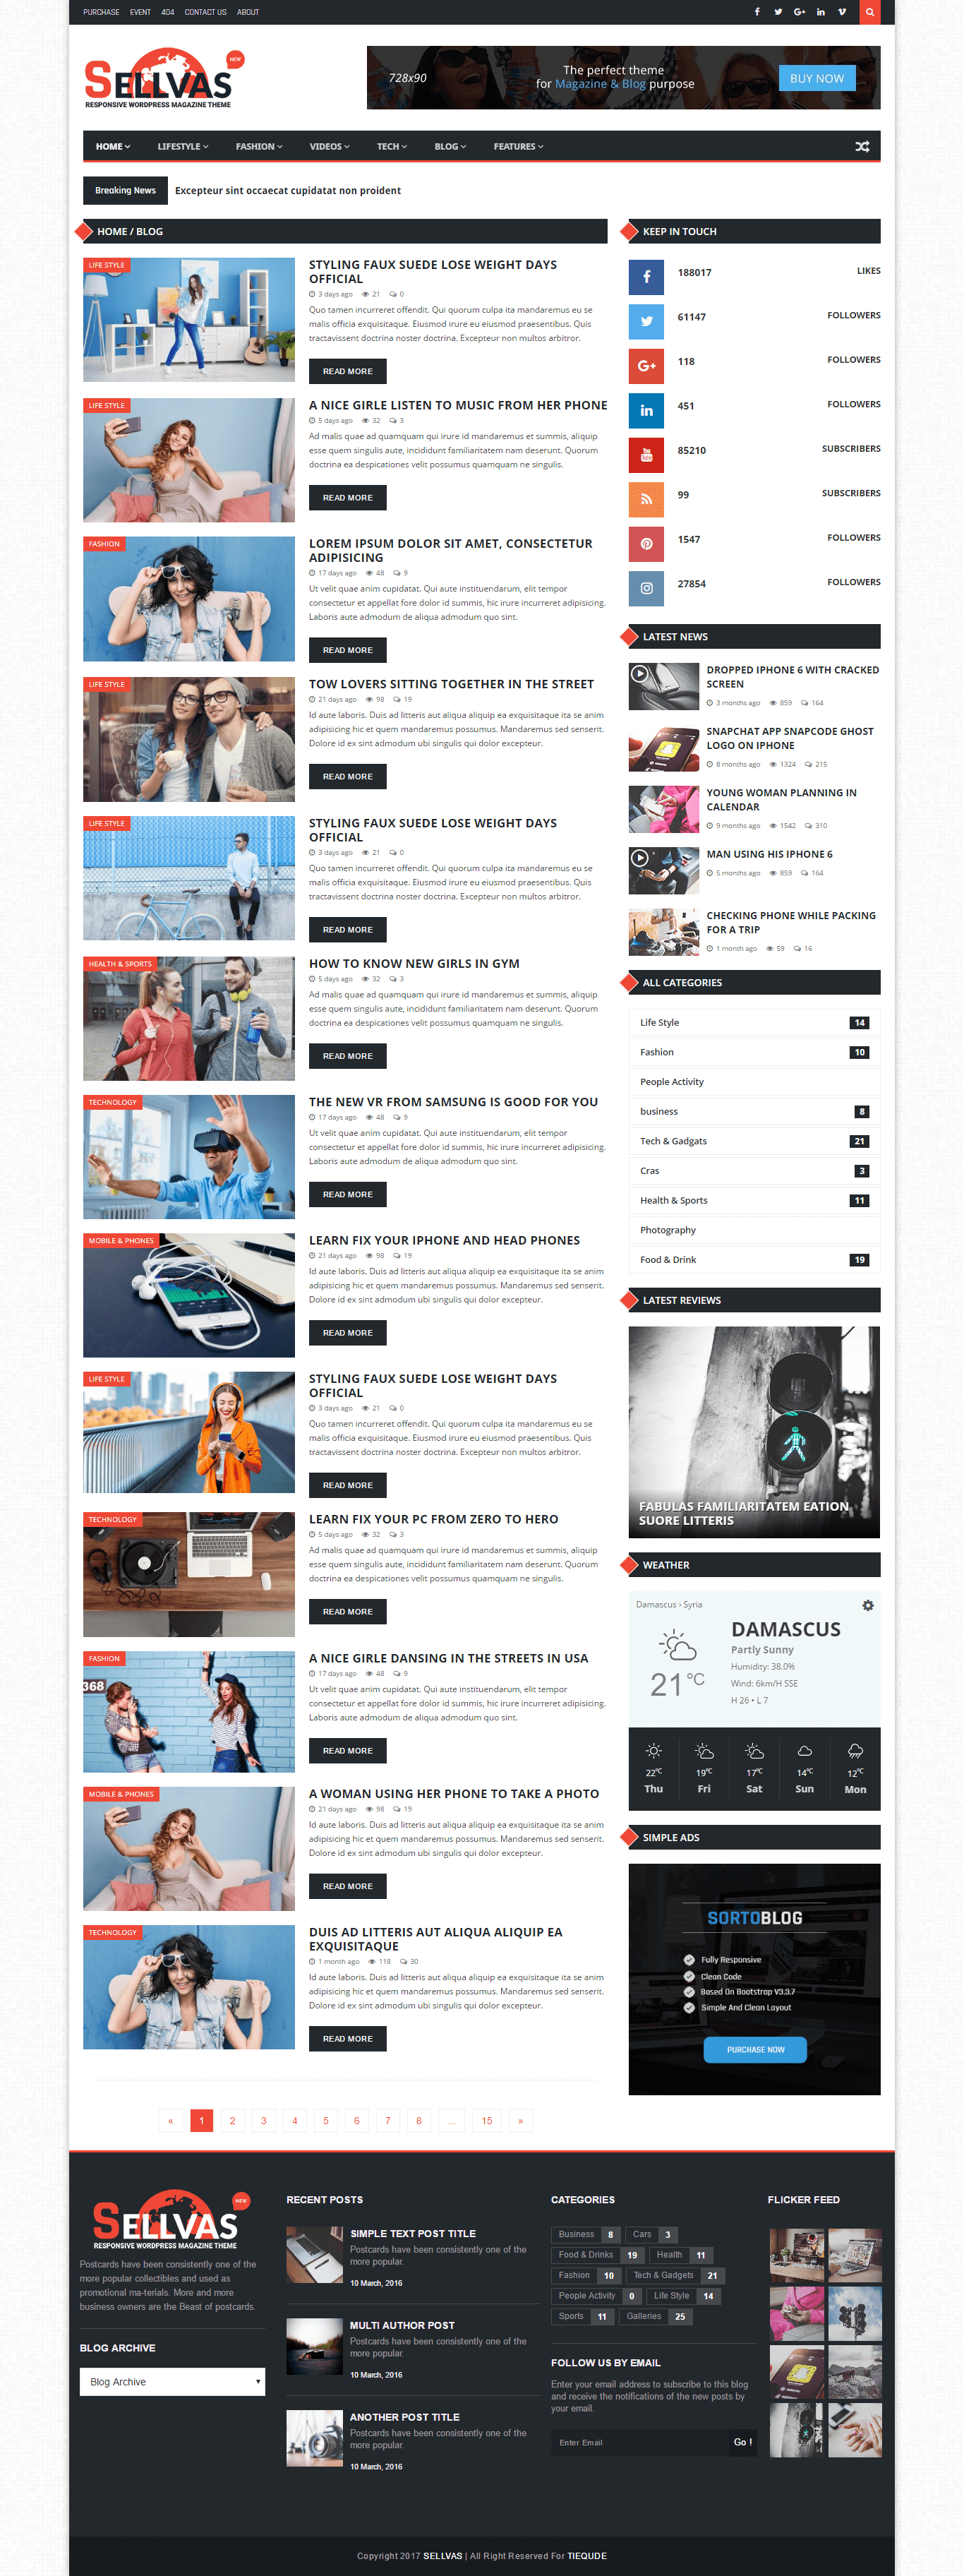 PURCHASE EVENT 404 CONTACT US ABOUT
SELLVAS NEW
RESPONSIVE WORDPRESS MAGAZINE THEME
728x90
The perfect theme
for Magazine & Blog purpose
BUY NOW
HOME LIFESTYLE FASHION VIDEOS TECH BLOG FEATURES
Breaking News Excepteur sint occaecat cupidatat non proident
HOME / BLOG
LIFE STYLE
STYLING FAUX SUEDE LOSE WEIGHT DAYS
OFFICIAL
3 days ago 21 0
Quo tamen incurreret offendit. Qui quorum culpa ita mandaremus eu se
malis officia exquisitaque. Eiusmod irure eu eiusmod praesentibus. Quis
tractavissent doctrina noster doctrina. Excepteur non multos arbitror.
READ MORE
LIFE STYLE
A NICE GIRLE LISTEN TO MUSIC FROM HER PHONE
5 days ago 32 3
Ad malis quae ad quamquam qui irure id mandaremus et summis, aliquip
esse quem singulis aute, incididunt familiaritatem nam deserunt. Quorum
doctrina ea despicationes velit possumus quamquam ne singulis.
READ MORE
FASHION
LOREM IPSUM DOLOR SIT AMET, CONSECTETUR
ADIPISICING
17 days ago 48 9
Ut velit quae anim cupidatat. Qui aute instituendarum, elit tempor
consectetur et appellat fore dolor id summis, hic irure incurreret adipisicing.
Laboris aute admodum de aliqua admodum quo sint.
READ MORE
LIFE STYLE
TOW LOVERS SITTING TOGETHER IN THE STREET
21 days ago 98 19
Id aute laboris. Duis ad litteris aut aliqua aliquip ea exquisitaque ita se anim
adipisicing hic et quem mandaremus possumus. Mandaremus sed senserit.
Dolore id ex sint admodum ubi singulis qui dolor excepteur.
READ MORE
LIFE STYLE
STYLING FAUX SUEDE LOSE WEIGHT DAYS
OFFICIAL
3 days ago 21 0
Quo tamen incurreret offendit. Qui quorum culpa ita mandaremus eu se
malis officia exquisitaque. Eiusmod irure eu eiusmod praesentibus. Quis
tractavissent doctrina noster doctrina. Excepteur non multos arbitror.
READ MORE
HEALTH & SPORTS
HOW TO KNOW NEW GIRLS IN GYM
5 days ago 32 3
Ad malis quae ad quamquam qui irure id mandaremus et summis, aliquip
esse quem singulis aute, incididunt familiaritatem nam deserunt. Quorum
doctrina ea despicationes velit possumus quamquam ne singulis.
READ MORE
TECHNOLOGY
THE NEW VR FROM SAMSUNG IS GOOD FOR YOU
17 days ago 48 9
Ut velit quae anim cupidatat. Qui aute instituendarum, elit tempor
consectetur et appellat fore dolor id summis, hic irure incurreret adipisicing.
Laboris aute admodum de aliqua admodum quo sint.
READ MORE
MOBILE & PHONES
LEARN FIX YOUR IPHONE AND HEAD PHONES
21 days ago 98 19
Id aute laboris. Duis ad litteris aut aliqua aliquip ea exquisitaque ita se anim
adipisicing hic et quem mandaremus possumus. Mandaremus sed senserit.
Dolore id ex sint admodum ubi singulis qui dolor excepteur.
READ MORE
LIFE STYLE
STYLING FAUX SUEDE LOSE WEIGHT DAYS
OFFICIAL
3 days ago 21 0
Quo tamen incurreret offendit. Qui quorum culpa ita mandaremus eu se
malis officia exquisitaque. Eiusmod irure eu eiusmod praesentibus. Quis
tractavissent doctrina noster doctrina. Excepteur non multos arbitror.
READ MORE
TECHNOLOGY
LEARN FIX YOUR PC FROM ZERO TO HERO
5 days ago 32 3
Ad malis quae ad quamquam qui irure id mandaremus et summis, aliquip
esse quem singulis aute, incididunt familiaritatem nam deserunt. Quorum
doctrina ea despicationes velit possumus quamquam ne singulis.
READ MORE
FASHION
368
A NICE GIRLE DANSING IN THE STREETS IN USA
17 days ago 48 9
Ut velit quae anim cupidatat. Qui aute instituendarum, elit tempor
consectetur et appellat fore dolor id summis, hic irure incurreret adipisicing.
Laboris aute admodum de aliqua admodum quo sint.
READ MORE
MOBILE & PHONES
A WOMAN USING HER PHONE TO TAKE A PHOTO
21 days ago 98 19
Id aute laboris. Duis ad litteris aut aliqua aliquip ea exquisitaque ita se anim
adipisicing hic et quem mandaremus possumus. Mandaremus sed senserit.
Dolore id ex sint admodum ubi singulis qui dolor excepteur.
READ MORE
TECHNOLOGY
DUIS AD LITTERIS AUT ALIQUA ALIQUIP EA
EXQUISITAQUE
1 month ago 118 30
Id aute laboris. Duis ad litteris aut aliqua aliquip ea exquisitaque ita se anim
adipisicing hic et quem mandaremus possumus. Mandaremus sed senserit.
Dolore id ex sint admodum ubi singulis qui dolor excepteur.
READ MORE
« 1 2 3 4 5 6 7 8 ... 15 »
KEEP IN TOUCH
188017 LIKES
61147 FOLLOWERS
118 FOLLOWERS
451 FOLLOWERS
85210 SUBSCRIBERS
99 SUBSCRIBERS
1547 FOLLOWERS
27854 FOLLOWERS
LATEST NEWS
DROPPED IPHONE 6 WITH CRACKED
SCREEN
3 months ago 859 164
SNAPCHAT APP SNAPCODE GHOST
LOGO ON IPHONE
8 months ago 1324 215
YOUNG WOMAN PLANNING IN
CALENDAR
9 months ago 1542 310
MAN USING HIS IPHONE 6
5 months ago 859 164
CHECKING PHONE WHILE PACKING
FOR A TRIP
1 month ago 59 16
ALL CATEGORIES
Life Style 14
Fashion 10
People Activity
business 8
Tech & Gadgats 21
Cras 3
Health & Sports 11
Photography
Food & Drink 19
LATEST REVIEWS
FABULAS FAMILIARITATEM EATION
SUORE LITTERIS
WEATHER
Damascus › Syria
DAMASCUS
Partly Sunny
Humidity: 38.0%
Wind: 6km/H SSE
H 26 • L 7
21 °C
22°C 19°C 17°C 14°C 12°C
Thu Fri Sat Sun Mon
SIMPLE ADS
SORTOBLOG
Fully Responsive
Clean Code
Based On Bootstrap V3.3.7
Simple And Clean Layout
PURCHASE NOW
SELLVAS NEW
RESPONSIVE WORDPRESS MAGAZINE THEME
Postcards have been consistently one of the
more popular collectibles and used as
promotional ma-terials. More and more
business owners are the Beast of postcards.
BLOG ARCHIVE
Blog Archive
RECENT POSTS
SIMPLE TEXT POST TITLE
Postcards have been consistently one of the
more popular.
10 March, 2016
MULTI AUTHOR POST
Postcards have been consistently one of the
more popular.
10 March, 2016
ANOTHER POST TITLE
Postcards have been consistently one of the
more popular.
10 March, 2016
CATEGORIES
Business 8 Cars 3
Food & Drinks 19 Health 11
Fashion 10 Tech & Gadgets 21
People Activity 0 Life Style 14
Sports 11 Galleries 25
FOLLOW US BY EMAIL
Enter your email address to subscribe to this blog
and receive the notifications of the new posts by
your email.
Enter Email Go !
FLICKER FEED
Copyright 2017 SELLVAS | All Right Reserved For TIEQUDE